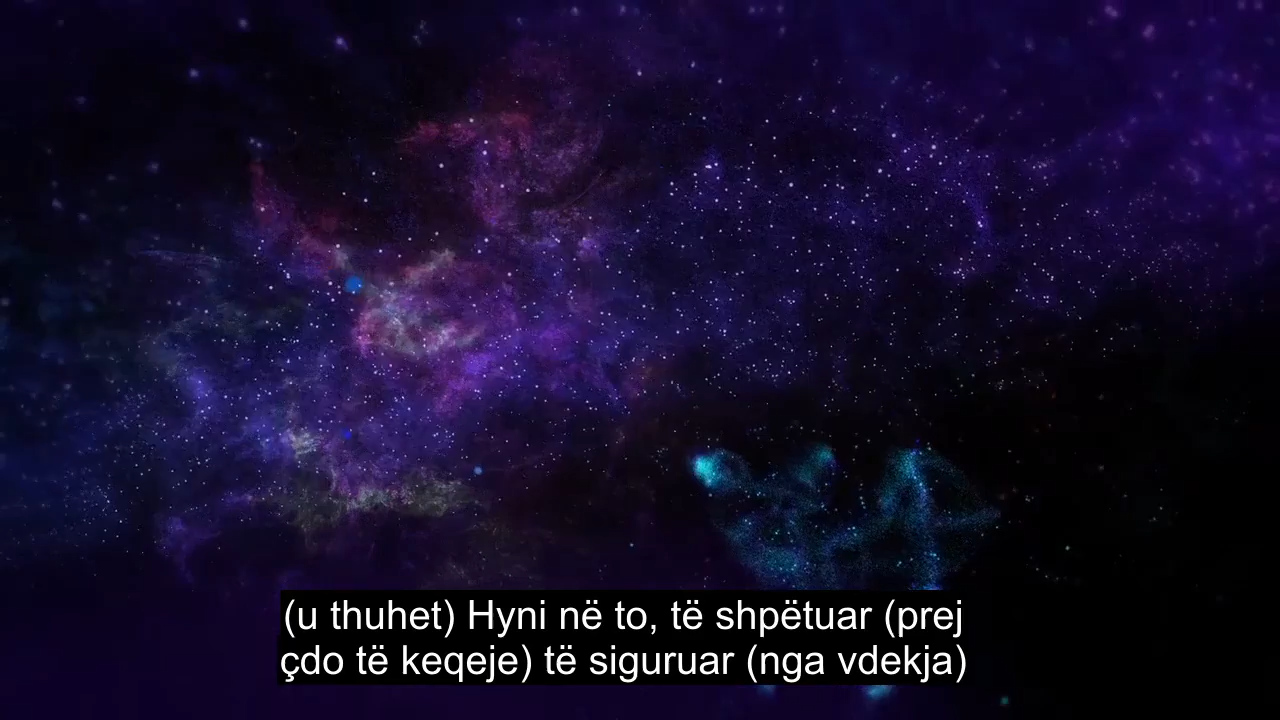 (u thuhet) Hyni në to, të shpëtuar (prej
çdo të keqeje) të siguruar (nga vdekja)